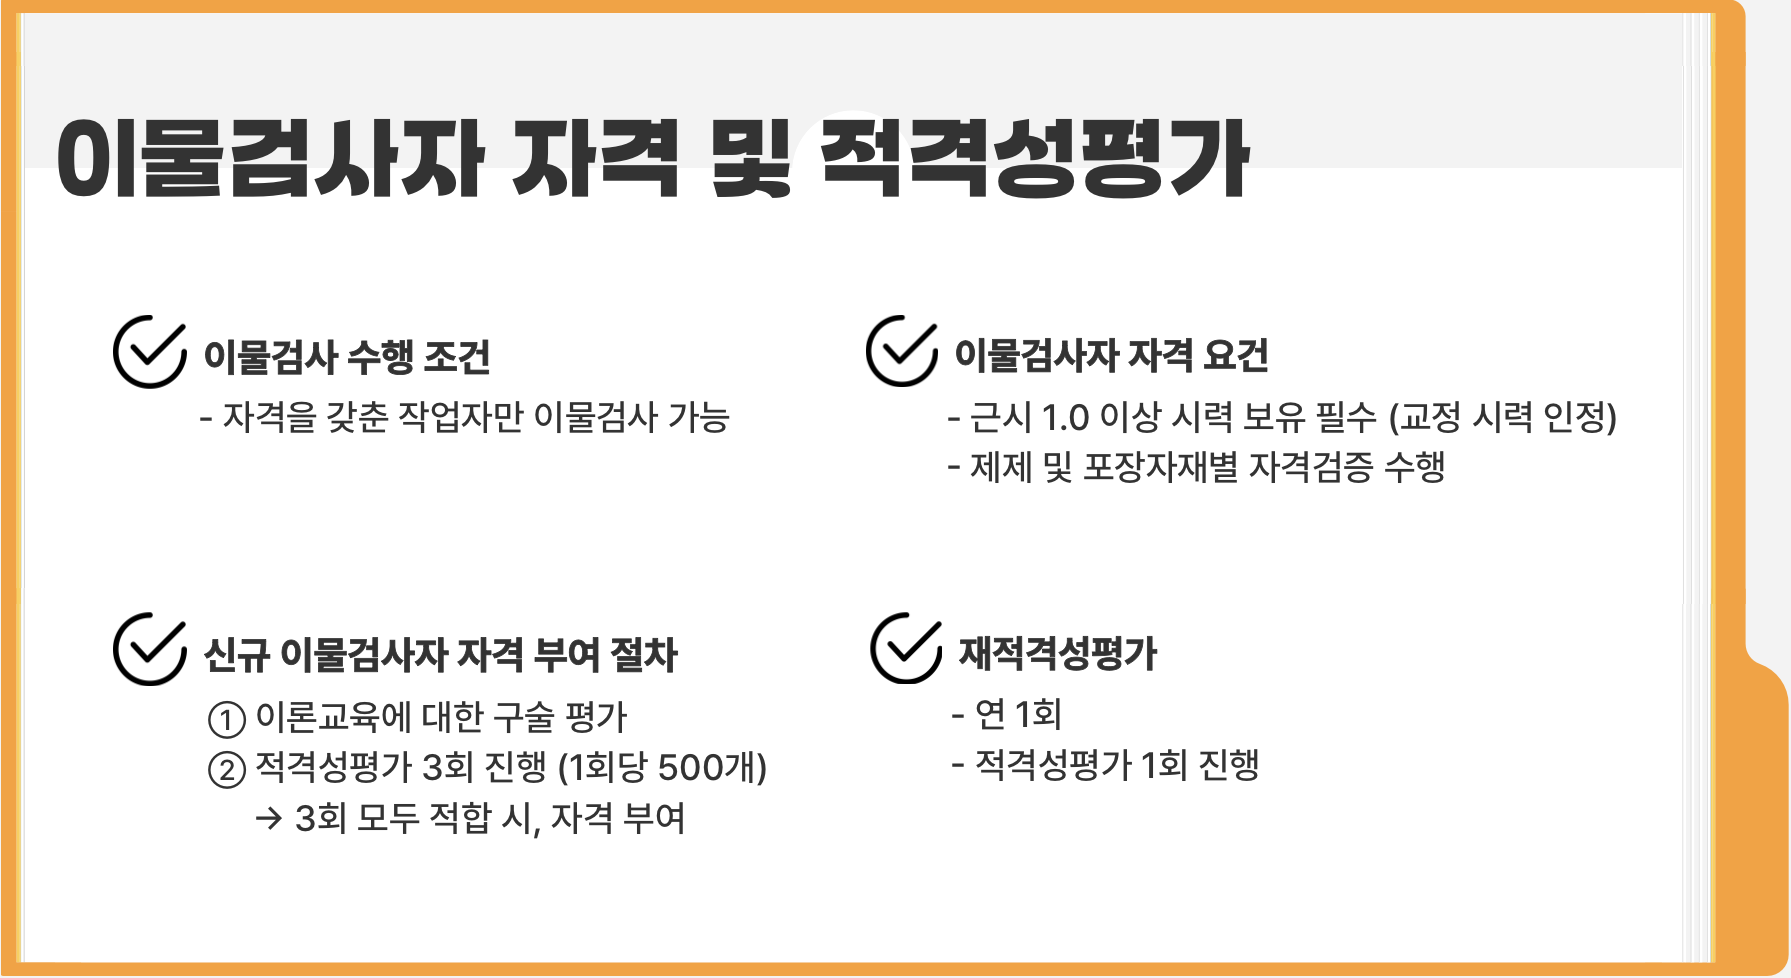 이물검사자 자격 및 적격성평가
이물검사 수행 조건
- 자격을 갖춘 작업자만 이물검사 가능
이물검사자 자격 요건
- 근시 1.0 이상 시력 보유 필수 (교정 시력 인정)
- 제제 및 포장자재별 자격검증 수행
신규 이물검사자 자격 부여 절차
① 이론교육에 대한 구술 평가
② 적격성평가 3회 진행 (1회당 500개)
→ 3회 모두 적합 시, 자격 부여
재적격성평가
- 연 1회
- 적격성평가 1회 진행